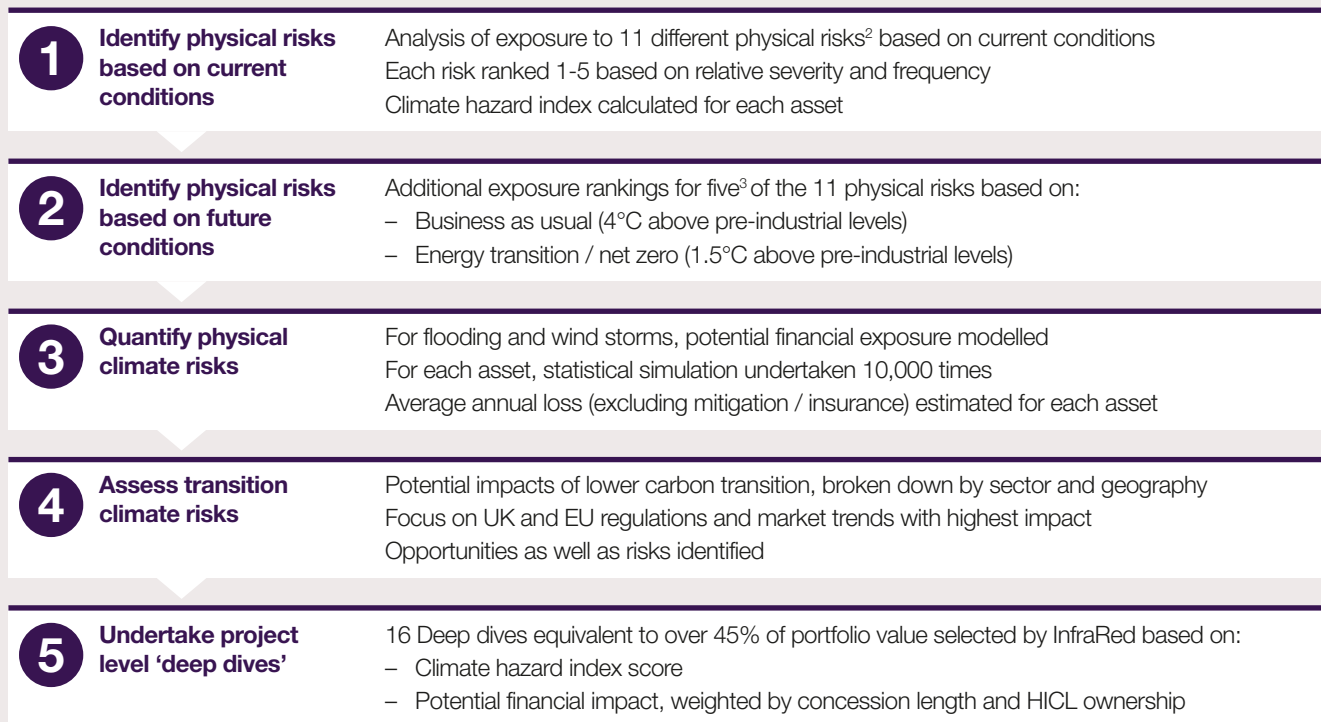 1
Identify physical risks
based on current
conditions
Analysis of exposure to 11 different physical risks² based on current conditions
Each risk ranked 1-5 based on relative severity and frequency
Climate hazard index calculated for each asset
2
Identify physical risks
based on future
conditions
Additional exposure rankings for five³ of the 11 physical risks based on:
– Business as usual (4°C above pre-industrial levels)
– Energy transition / net zero (1.5°C above pre-industrial levels)
3
Quantify physical
climate risks
For flooding and wind storms, potential financial exposure modelled
For each asset, statistical simulation undertaken 10,000 times
Average annual loss (excluding mitigation / insurance) estimated for each asset
4
Assess transition
climate risks
Potential impacts of lower carbon transition, broken down by sector and geography
Focus on UK and EU regulations and market trends with highest impact
Opportunities as well as risks identified
5
Undertake project
level ‘deep dives’
16 Deep dives equivalent to over 45% of portfolio value selected by InfraRed based on:
– Climate hazard index score
– Potential financial impact, weighted by concession length and HICL ownership